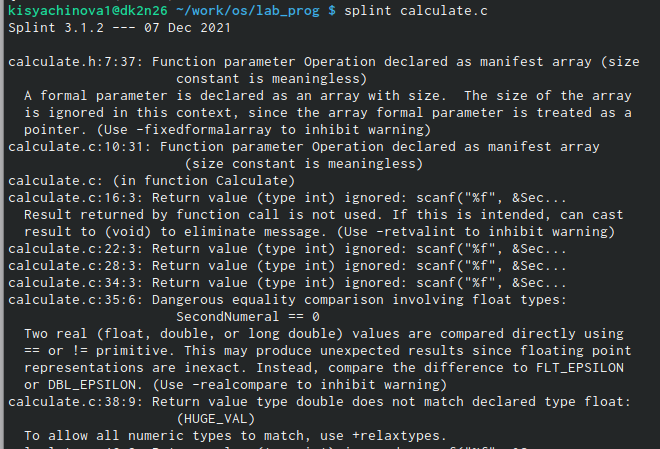 kisyachinova1@dk2n26 ~/work/os/lab_prog $ splint calculate.c
Splint 3.1.2 --- 07 Dec 2021
calculate.h:7:37: Function parameter Operation declared as manifest array (size
constant is meaningless)
A formal parameter is declared as an array with size.  The size of the array
is ignored in this context, since the array formal parameter is treated as a
pointer. (Use -fixedformalarray to inhibit warning)
calculate.c:10:31: Function parameter Operation declared as manifest array
(size constant is meaningless)
calculate.c: (in function Calculate)
calculate.c:16:3: Return value (type int) ignored: scanf("%f", &Sec...
Result returned by function call is not used. If this is intended, can cast
result to (void) to eliminate message. (Use -retvalint to inhibit warning)
calculate.c:22:3: Return value (type int) ignored: scanf("%f", &Sec...
calculate.c:28:3: Return value (type int) ignored: scanf("%f", &Sec...
calculate.c:34:3: Return value (type int) ignored: scanf("%f", &Sec...
calculate.c:35:6: Dangerous equality comparison involving float types:
SecondNumeral == 0
Two real (float, double, or long double) values are compared directly using
== or != primitive. This may produce unexpected results since floating point
representations are inexact. Instead, compare the difference to FLT_EPSILON
or DBL_EPSILON. (Use -realcompare to inhibit warning)
calculate.c:38:9: Return value type double does not match declared type float:
(HUGE_VAL)
To allow all numeric types to match, use +relaxtypes.